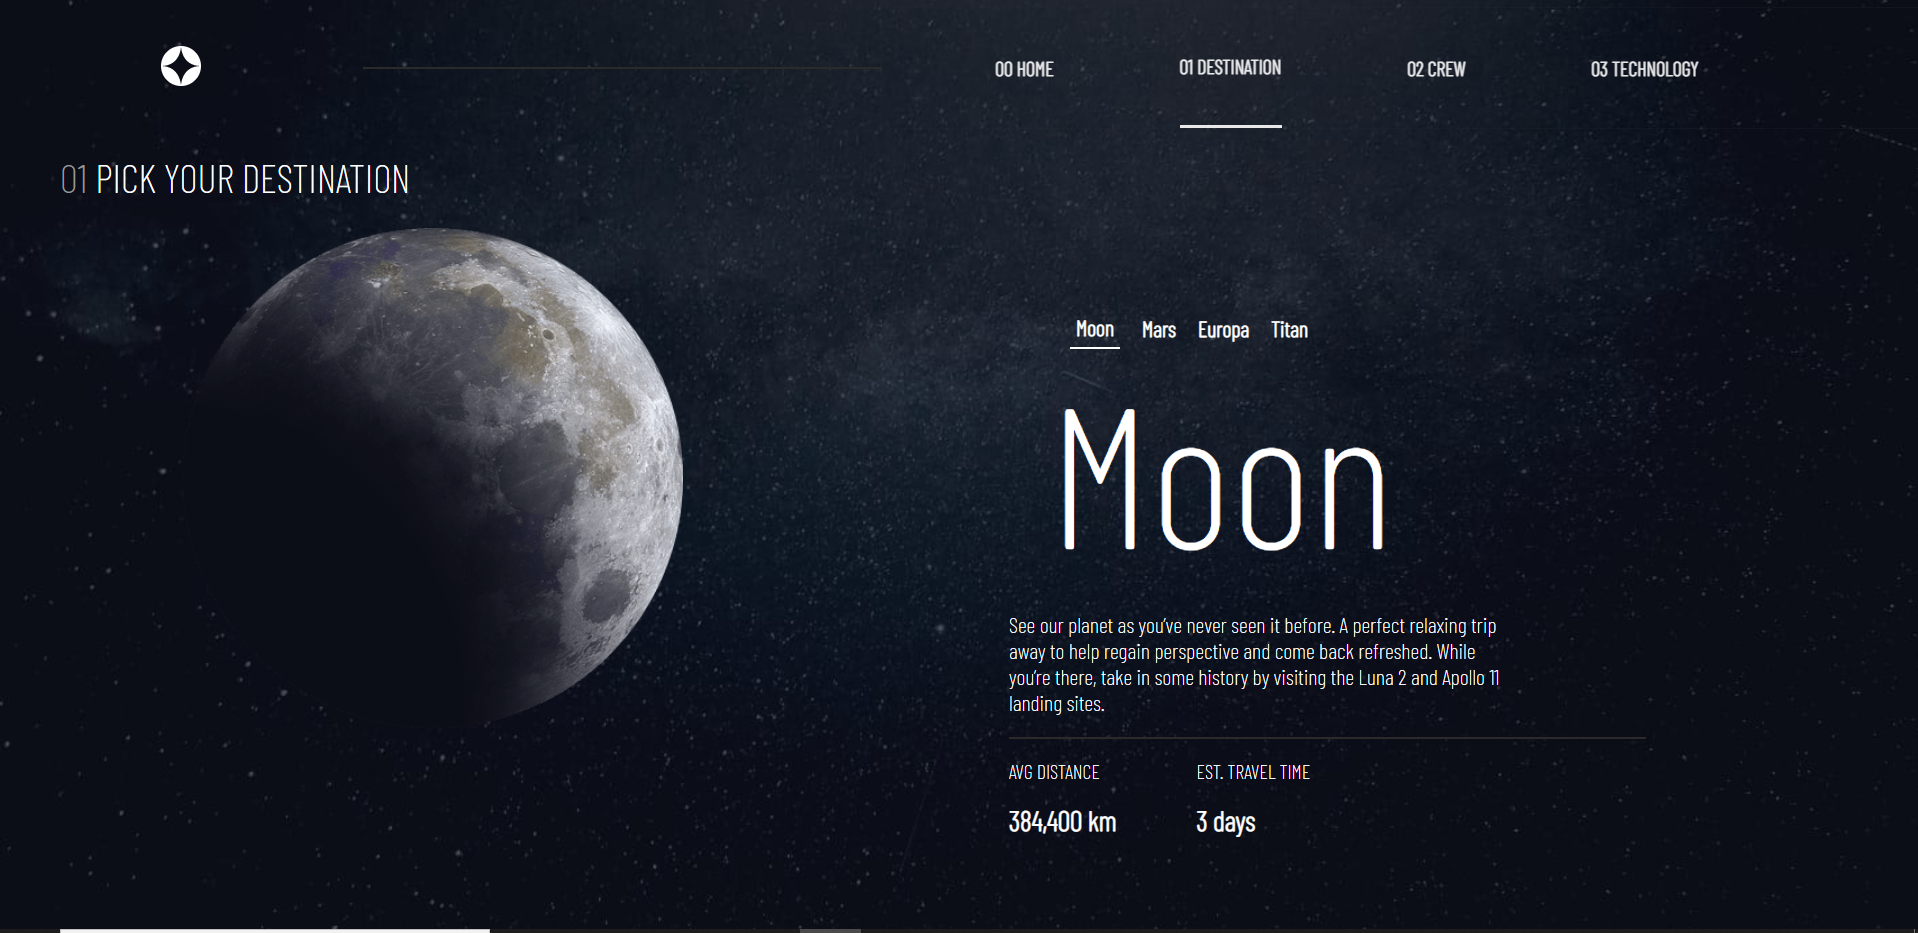 00 HOME
01 DESTINATION
02 CREW
03 TECHNOLOGY
01 PICK YOUR DESTINATION
Moon
Mars
Europa
Titan
Moon
See our planet as you’ve never seen it before. A perfect relaxing trip
away to help regain perspective and come back refreshed. While
you’re there, take in some history by visiting the Luna 2 and Apollo 11
landing sites.
AVG DISTANCE
EST. TRAVEL TIME
384,400 km
3 days